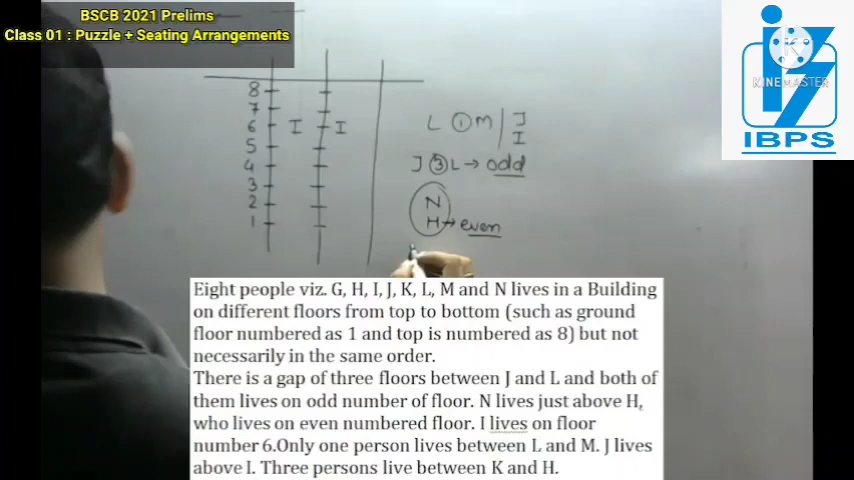 BSCB 2021 Prelims
Class 01 : Puzzle + Seating Arrangements
KINEMASTER
IBPS
8
7
6 I I
5
4
3
2
1
L ① M J
I
J ③ L → odd
N
H → even
Eight people viz. G, H, I, J, K, L, M and N lives in a Building
on different floors from top to bottom (such as ground
floor numbered as 1 and top is numbered as 8) but not
necessarily in the same order.
There is a gap of three floors between J and L and both of
them lives on odd number of floor. N lives just above H,
who lives on even numbered floor. I lives on floor
number 6.Only one person lives between L and M. J lives
above I. Three persons live between K and H.